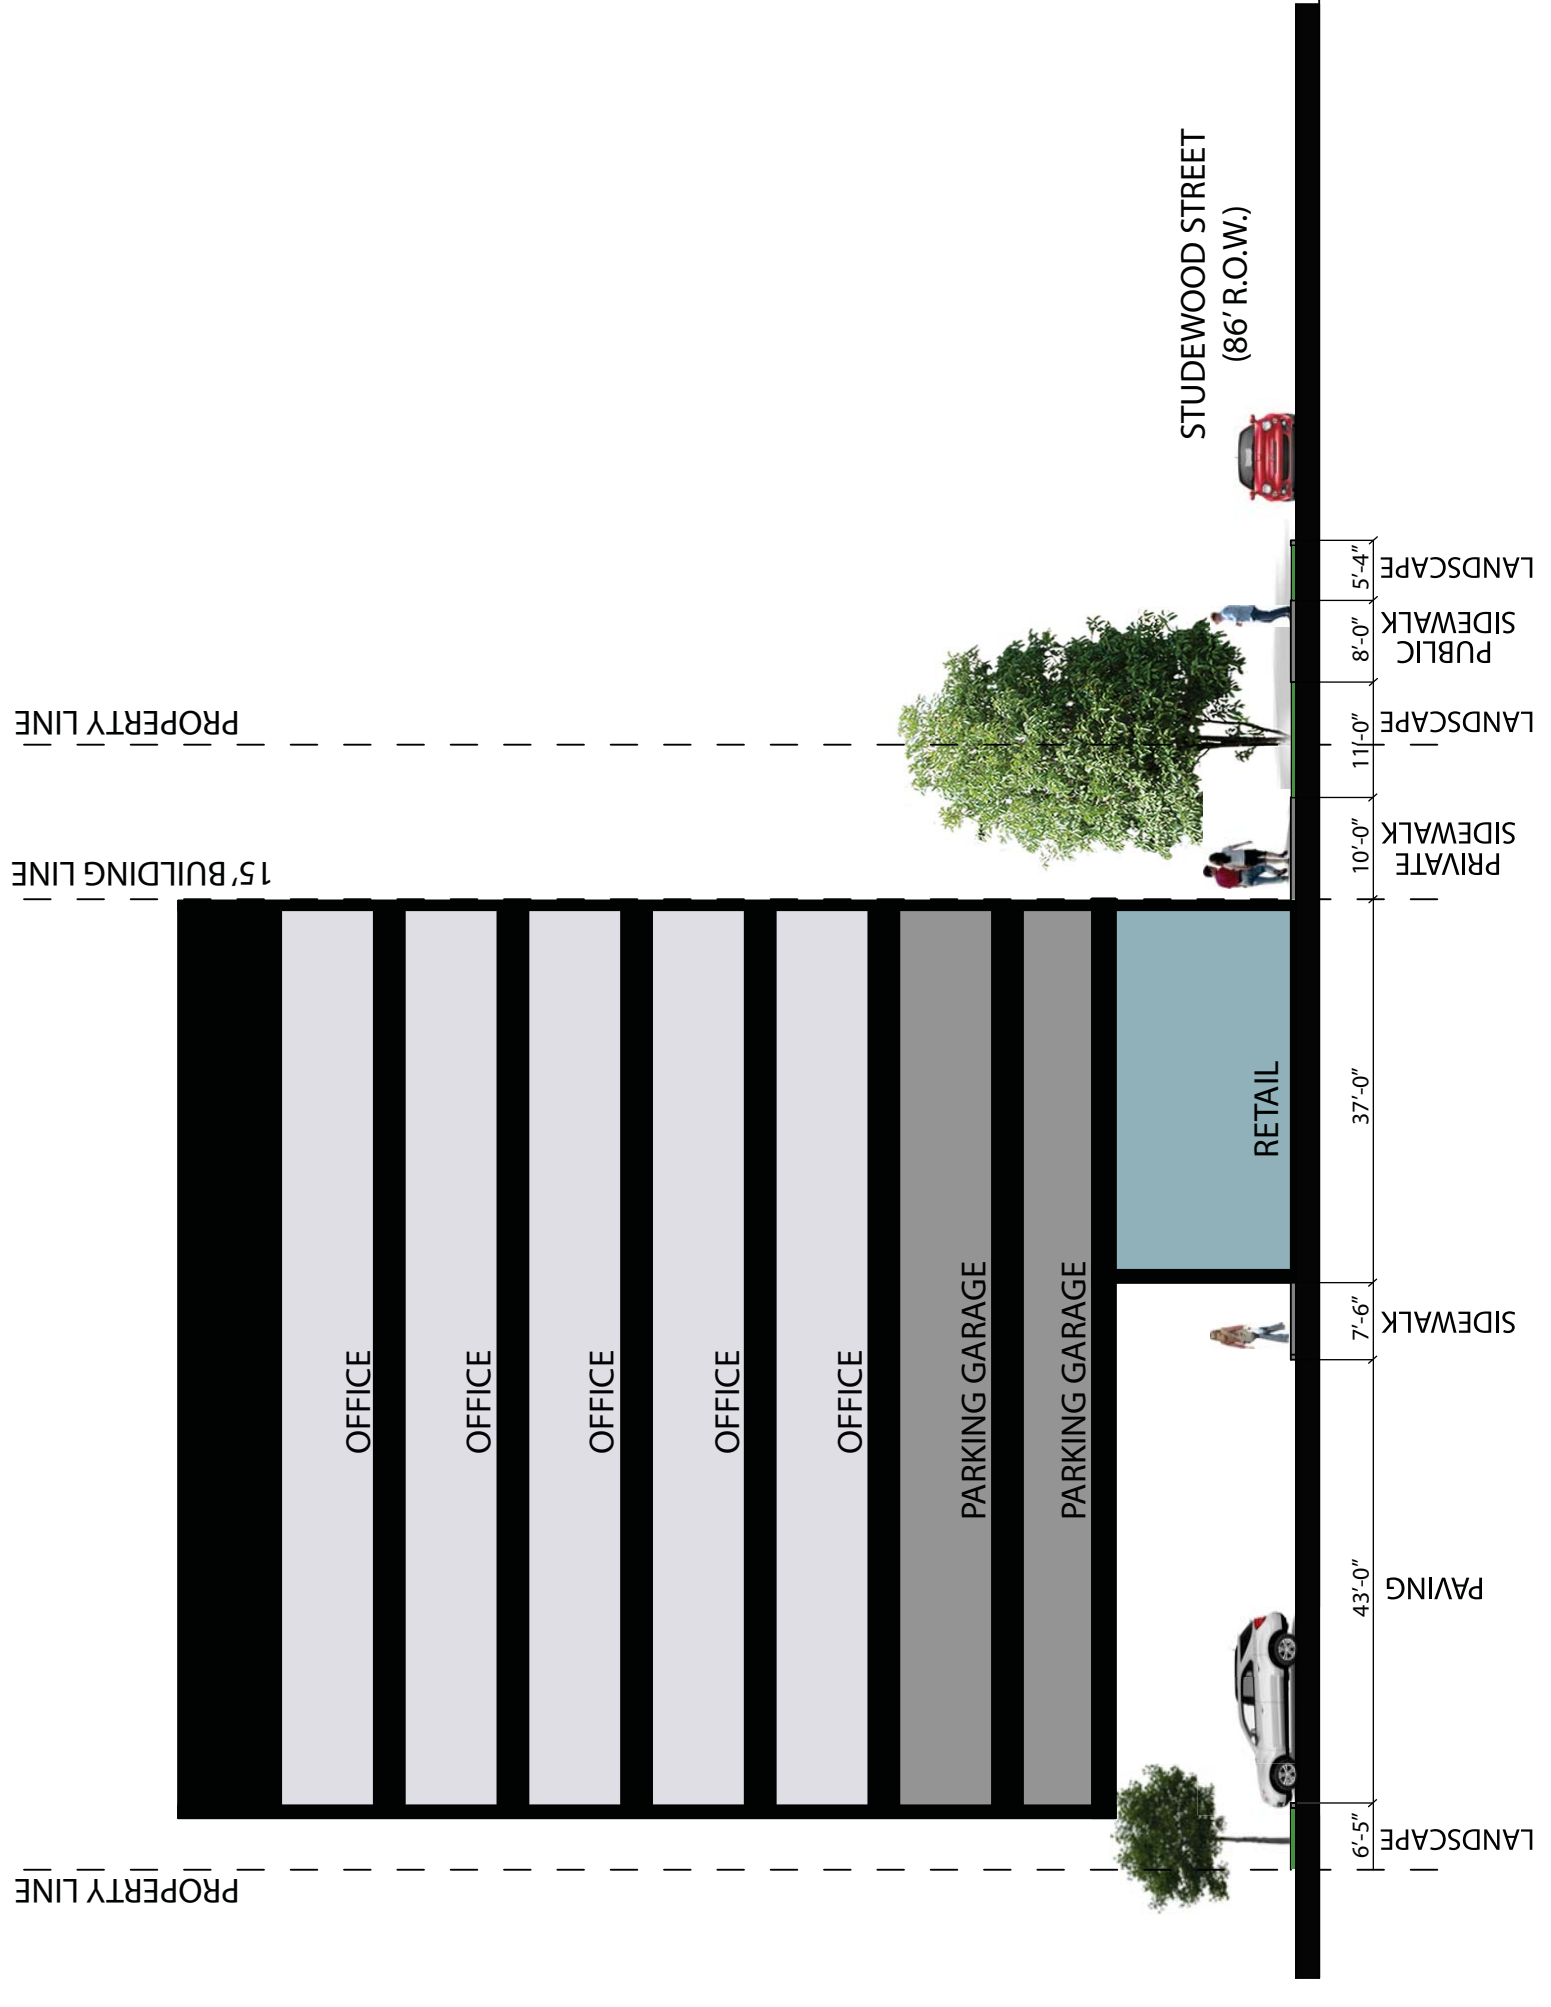 PROPERTY LINE
15' BUILDING LINE
PROPERTY LINE
OFFICE
OFFICE
OFFICE
OFFICE
OFFICE
PARKING GARAGE
PARKING GARAGE
RETAIL
STUDEWOOD STREET
(86' R.O.W.)
6'-5"
43'-0"
7'-6"
37'-0"
10'-0"
11'-0"
8'-0"
5'-4"
LANDSCAPE
PAVING
SIDEWALK
PRIVATE
SIDEWALK
LANDSCAPE
PUBLIC
SIDEWALK
LANDSCAPE